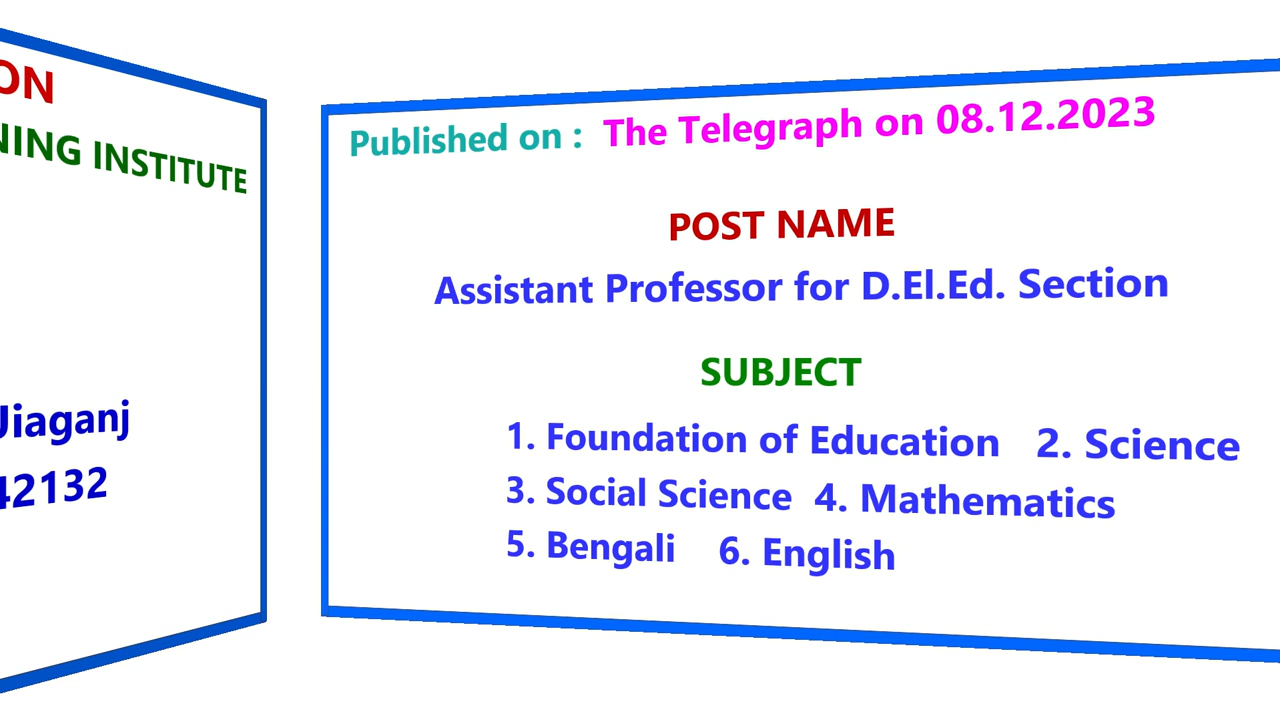 ON
NING INSTITUTE
Jiaganj
42132
Published on : The Telegraph on 08.12.2023
POST NAME
Assistant Professor for D.El.Ed. Section
SUBJECT
1. Foundation of Education 2. Science
3. Social Science 4. Mathematics
5. Bengali 6. English